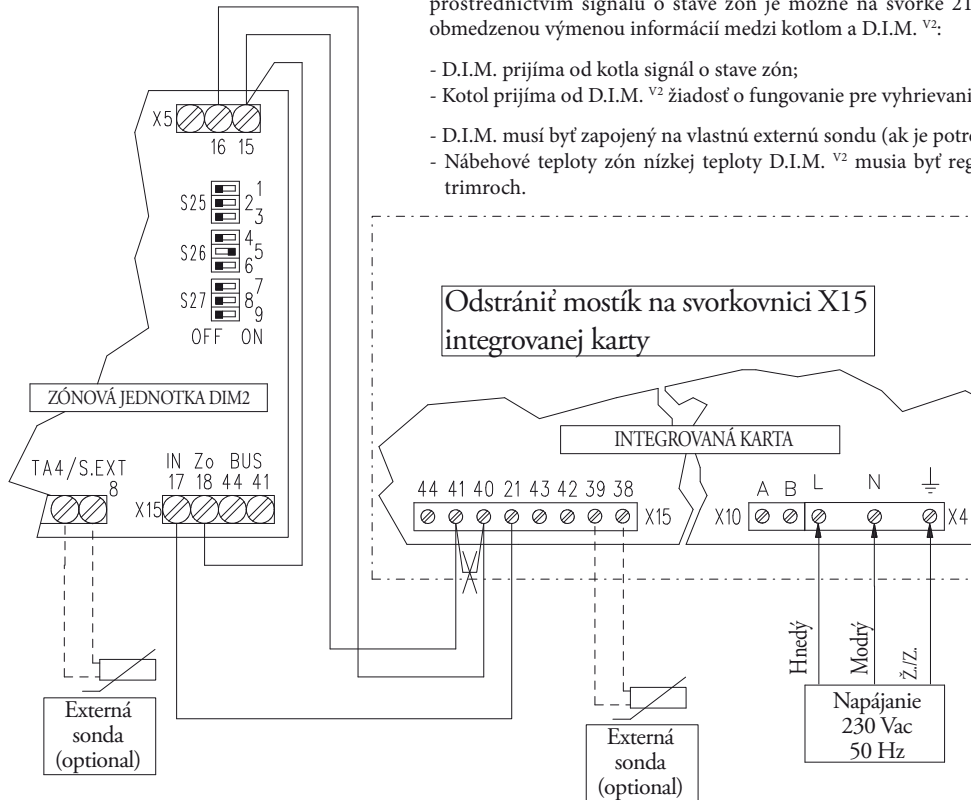 prostredníctvom signálu o stave zón je možné na svorke 21
obmedzenou výmenou informácií medzi kotlom a D.I.M. V2:
- D.I.M. prijíma od kotla signál o stave zón;
- Kotol prijíma od D.I.M. V2 žiadosť o fungovanie pre vyhrievani
- D.I.M. musí byť zapojený na vlastnú externú sondu (ak je potre
- Nábehové teploty zón nízkej teploty D.I.M. V2 musia byť reg
trimroch.
X5
16 15
S25
1
2
3
S26
4
5
6
S27
7
8
9
OFF ON
Odstrániť mostík na svorkovnici X15
integrovanej karty
ZÓNOVÁ JEDNOTKA DIM2
INTEGROVANÁ KARTA
TA4/S.EXT
8
IN Zo BUS
17 18 44 41
X15
44 41 40 21 43 42 39 38
X15
A B L N
X10
X4
Hnedý
Modrý
Ž./Z.
Externá
sonda
(optional)
Externá
sonda
(optional)
Napájanie
230 Vac
50 Hz